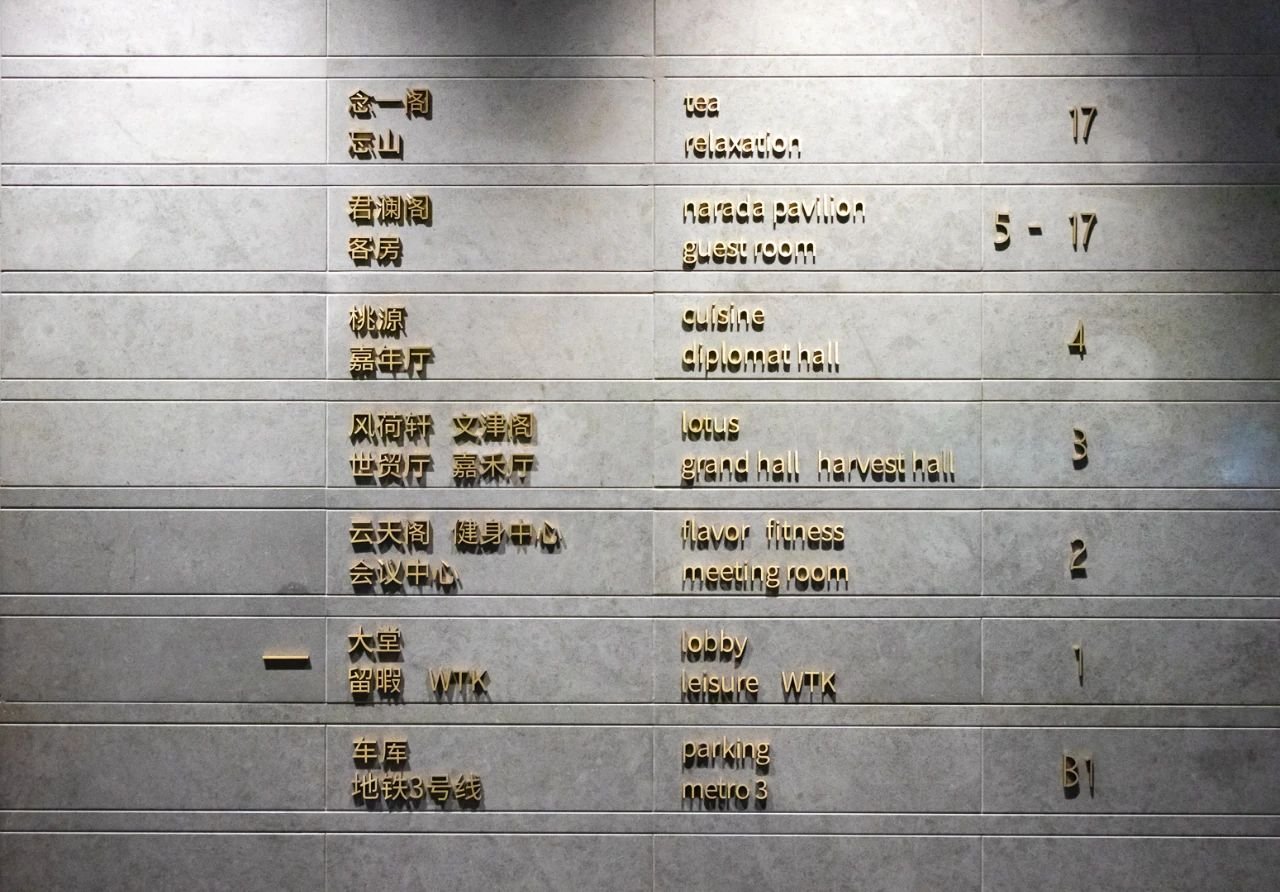 念一阁 tea 17
忘山 relaxation
君澜阁 narada pavilion 5 - 17
客房 guest room
桃源 cuisine 4
嘉年厅 diplomat hall
风荷轩 文津阁 lotus 3
世贸厅 嘉禾厅 grand hall harvest hall
云天阁 健身中心 flavor fitness 2
会议中心 meeting room
一 大堂 lobby 1
留暇 WTK leisure WTK
车库 parking B1
地铁3号线 metro 3